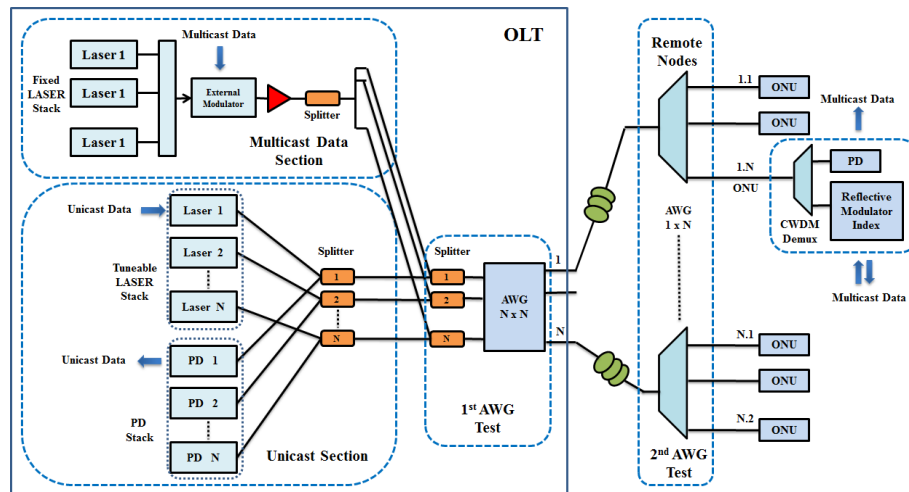 OLT
Multicast Data
Fixed
LASER
Stack
Laser 1
Laser 1
Laser 1
External
Modulator
Splitter
Multicast Data
Section
Unicast Data
Tuneable
LASER
Stack
Laser 1
Laser 2
Laser N
Splitter
1
2
N
Unicast Data
PD
Stack
PD 1
PD 2
PD N
Unicast Section
Splitter
1
2
N
AWG
N x N
1
N
1st AWG
Test
Remote
Nodes
1.1
ONU
ONU
1.N
ONU
Multicast Data
PD
Reflective
Modulator
Index
CWDM
Demux
Multicast Data
AWG
1 x N
N.1
ONU
ONU
N.2
ONU
2nd AWG
Test